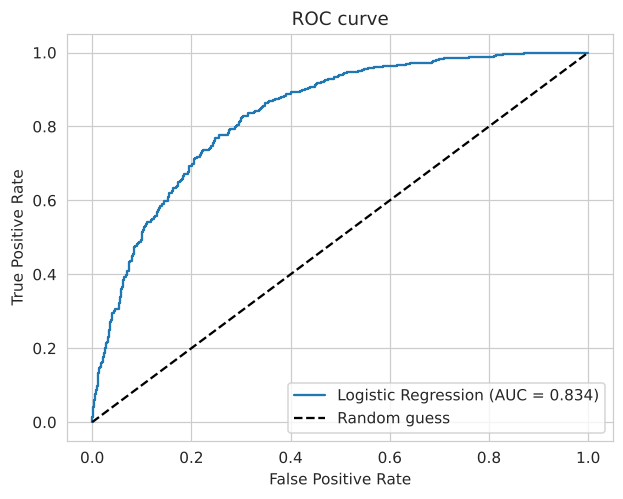 ROC curve
True Positive Rate
1.0
0.8
0.6
0.4
0.2
0.0
Logistic Regression (AUC = 0.834)
Random guess
0.0 0.2 0.4 0.6 0.8 1.0
False Positive Rate